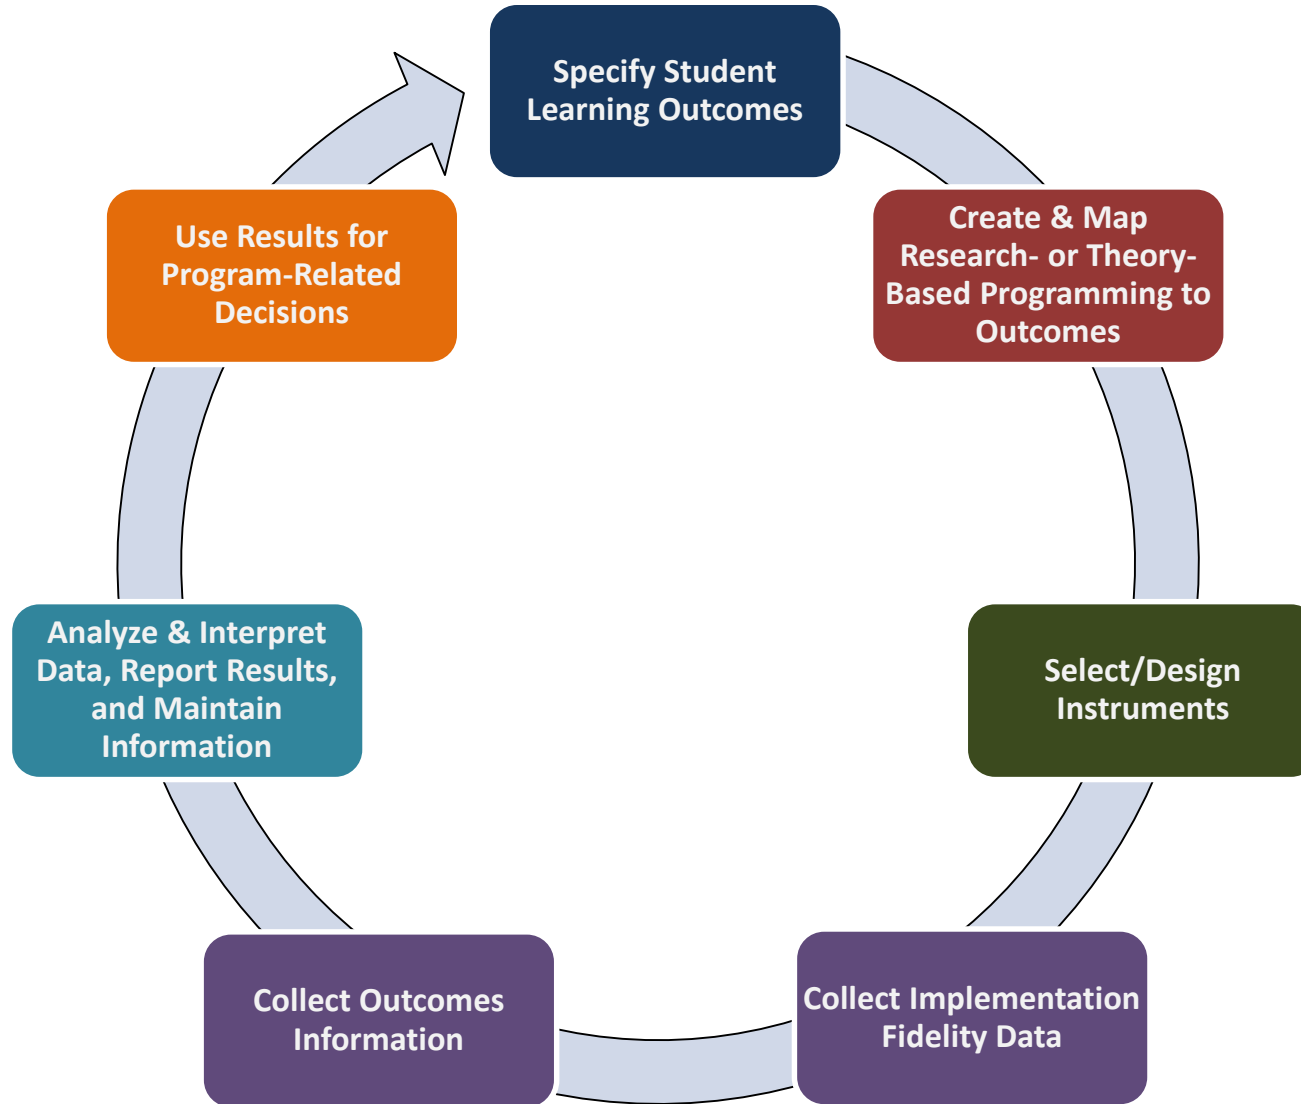 Specify Student
Learning Outcomes
Create & Map
Research- or Theory-
Based Programming to
Outcomes
Select/Design
Instruments
Collect Implementation
Fidelity Data
Collect Outcomes
Information
Analyze & Interpret
Data, Report Results,
and Maintain
Information
Use Results for
Program-Related
Decisions